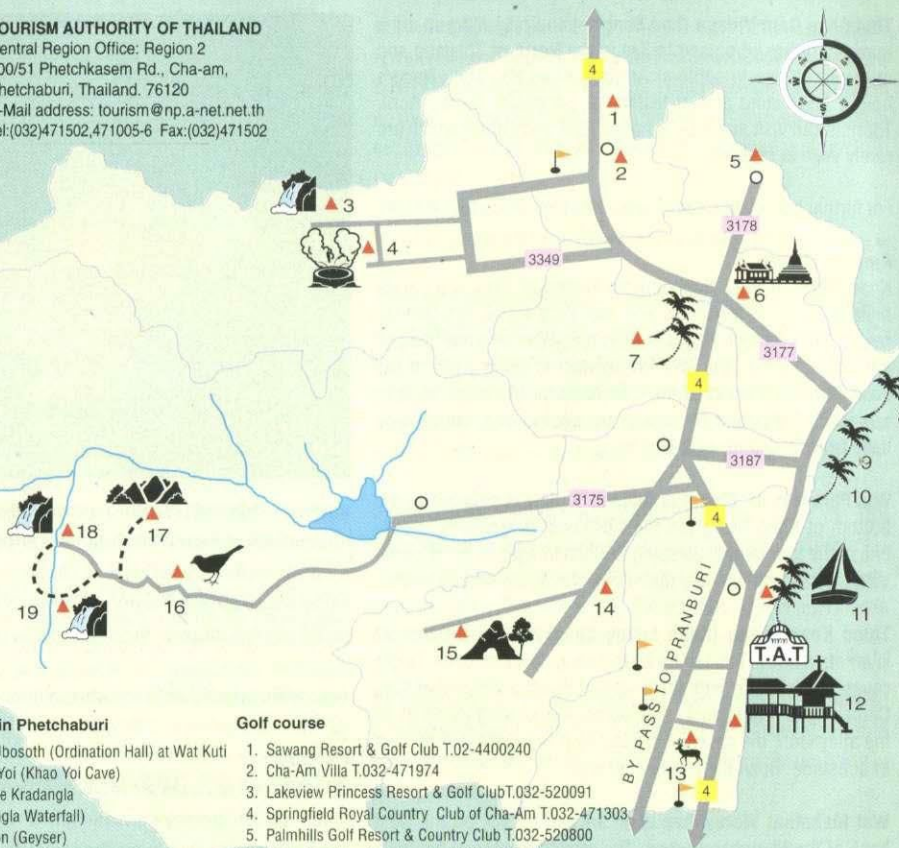 OURISM AUTHORITY OF THAILAND
entral Region Office: Region 2
00/51 Phetchkasem Rd., Cha-am,
hetchaburi, Thailand. 76120
-Mail address: tourism@np.a-net.net.th
el:(032)471502,471005-6 Fax:(032)471502
N
W
E
S
4
1
2
5
3
4
3178
3349
6
7
3177
4
9
10
3187
3175
4
18
17
16
19
14
15
11
T.A.T
12
BY PASS TO PRANBURI
13
4
in Phetchaburi
bosoth (Ordination Hall) at Wat Kuti
Yoi (Khao Yoi Cave)
e Kradangla
gla Waterfall)
on (Geyser)
Golf course
1. Sawang Resort & Golf Club T.02-4400240
2. Cha-Am Villa T.032-471974
3. Lakeview Princess Resort & Golf ClubT.032-520091
4. Springfield Royal Country Club of Cha-Am T.032-471303
5. Palmhills Golf Resort & Country Club T.032-520800